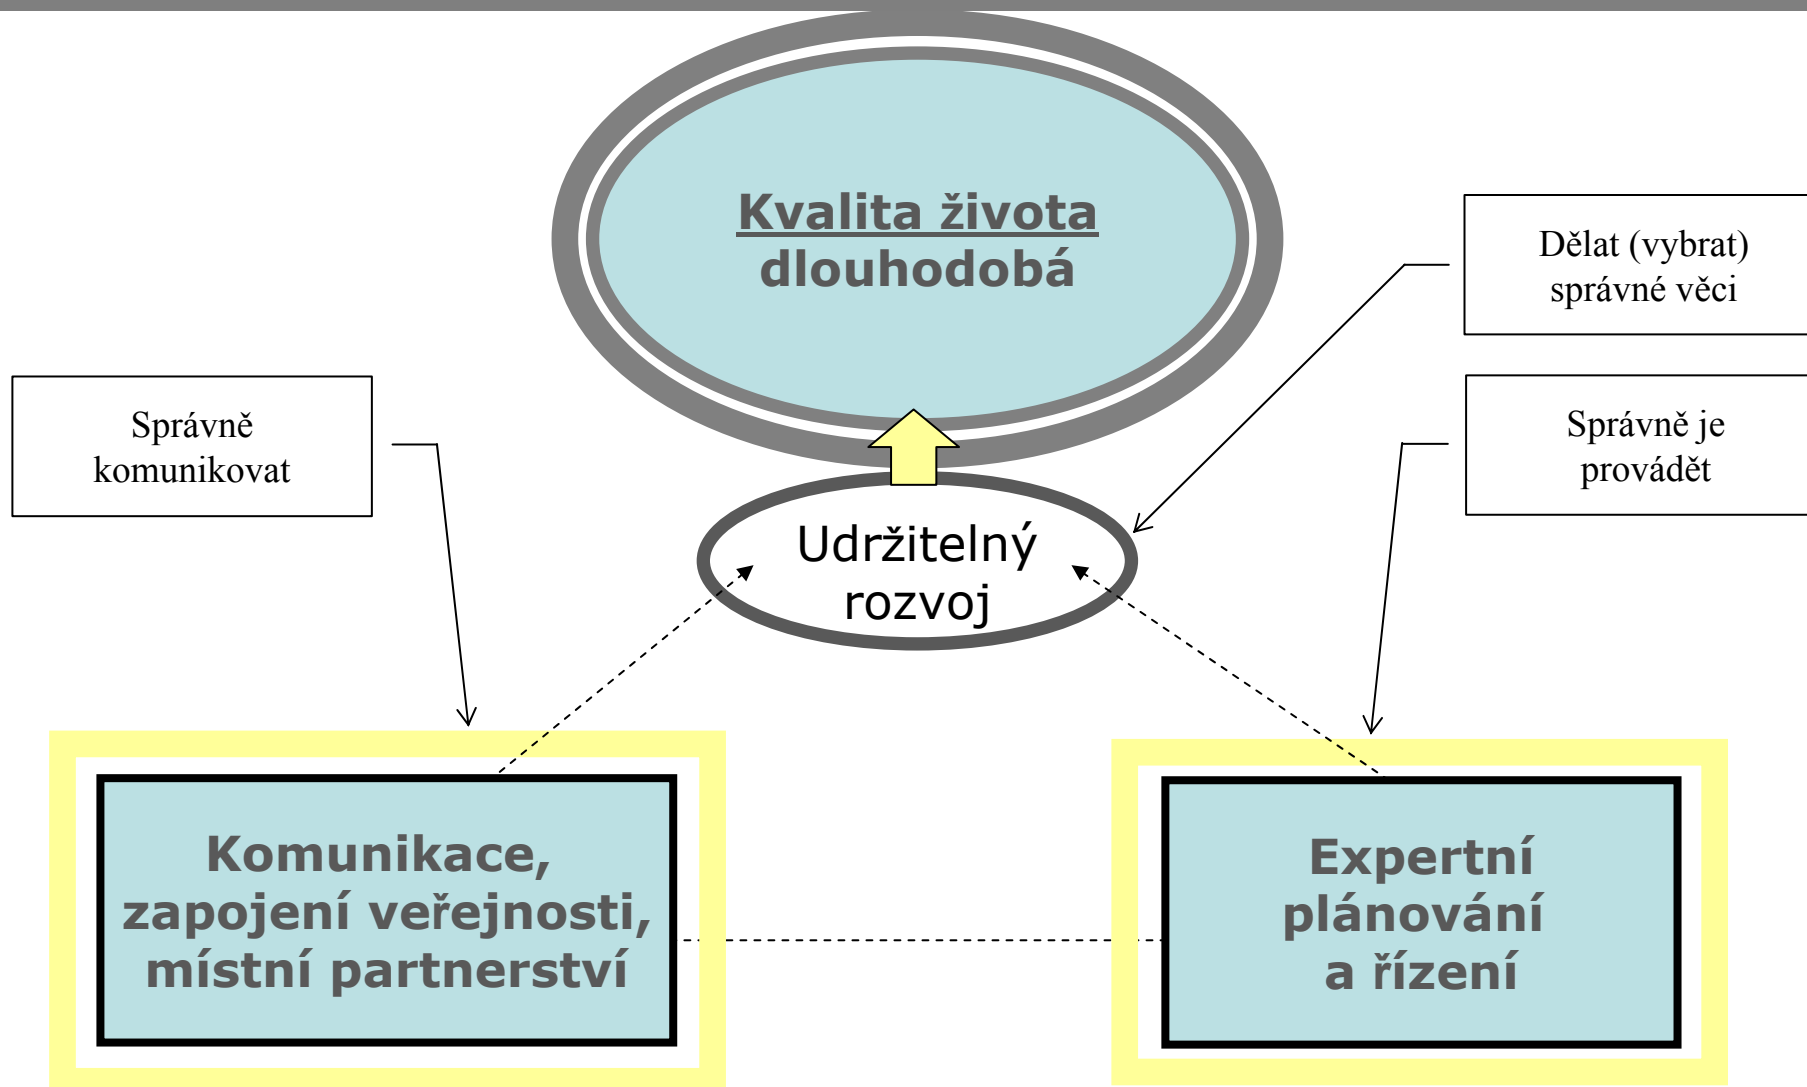 Kvalita života
dlouhodobá
Dělat (vybrat)
správné věci
Správně
komunikovat
Správně je
provádět
Udržitelný
rozvoj
Komunikace,
zapojení veřejnosti,
místní partnerství
Expertní
plánování
a řízení